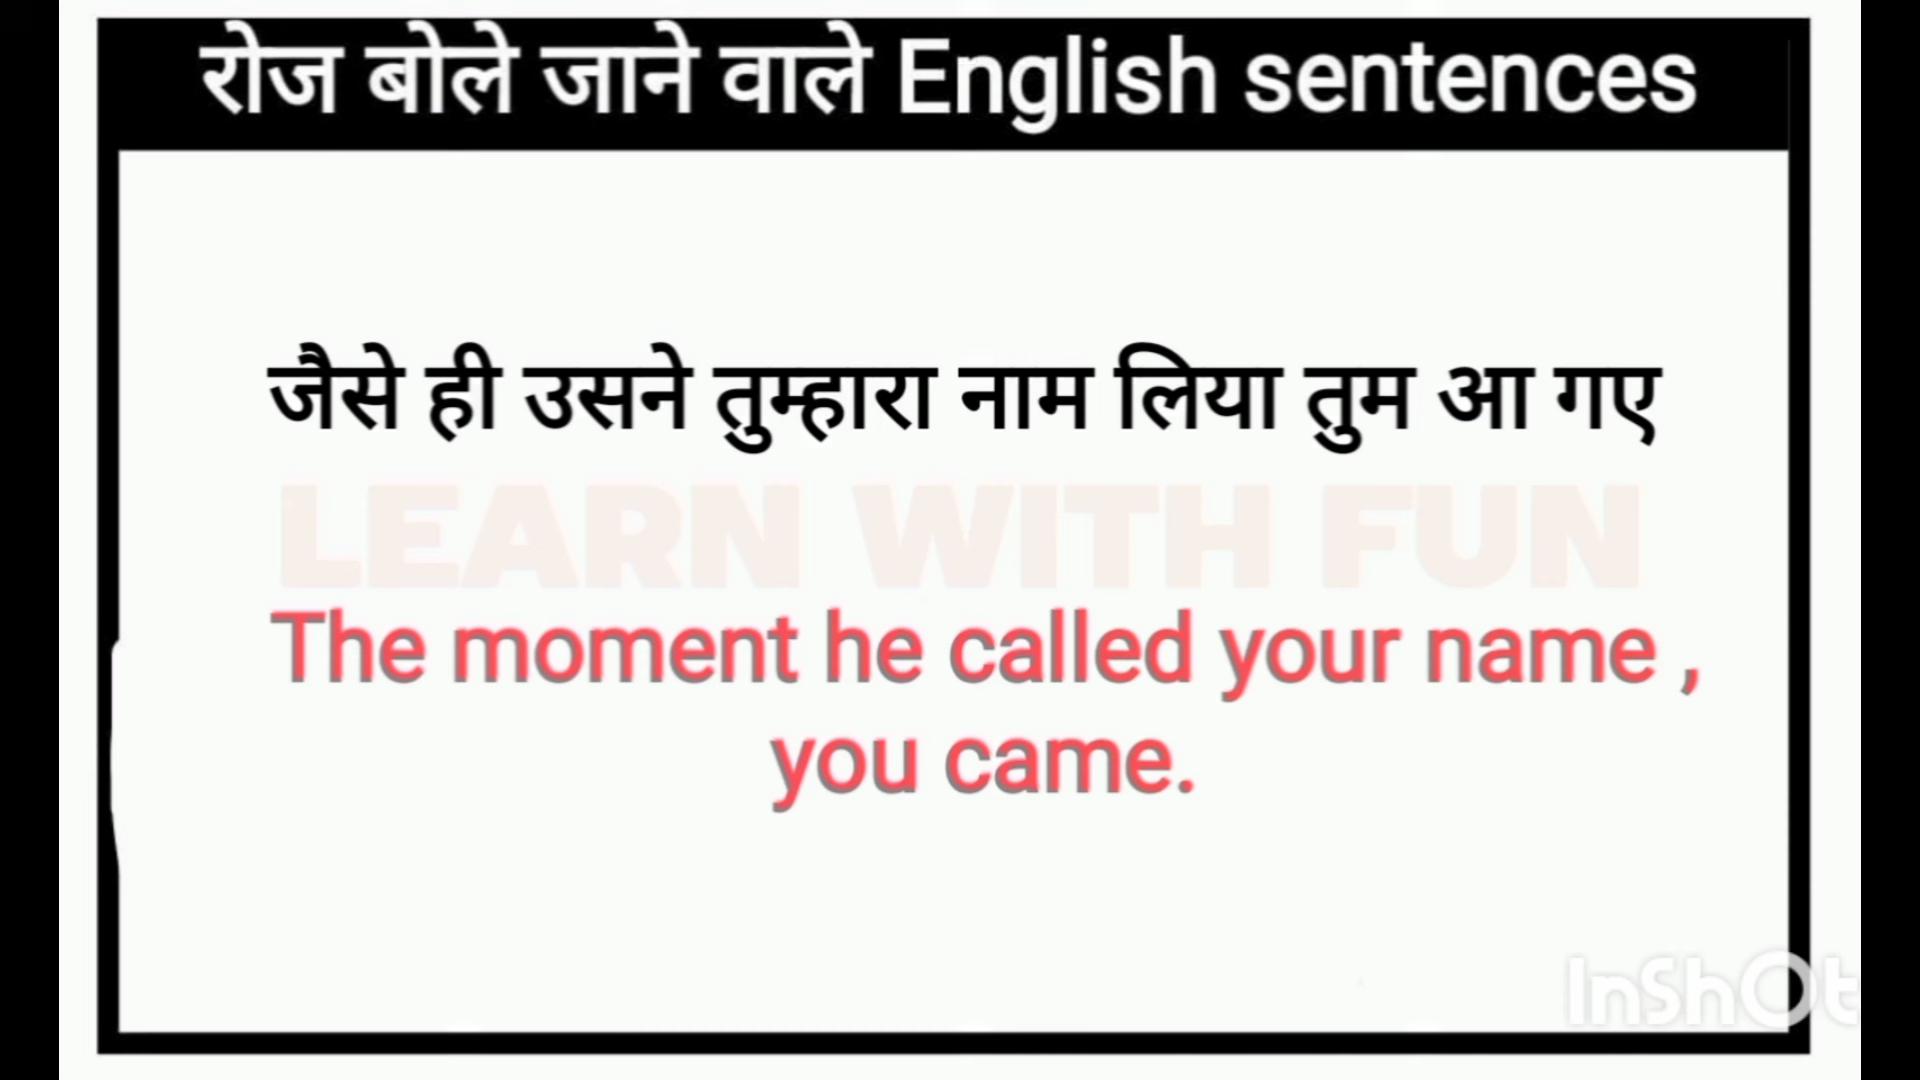 रोज बोले जाने वाले English sentences
जैसे ही उसने तुम्हारा नाम लिया तुम आ गए
LEARN WITH FUN
The moment he called your name ,
you came.
InShOt